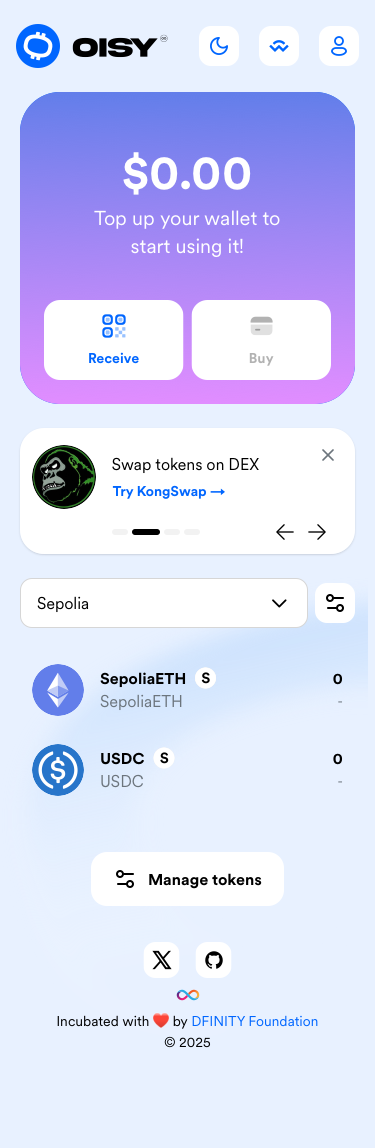 OISY
$0.00
Top up your wallet to
start using it!
Receive
Buy
Swap tokens on DEX
Try KongSwap →
Sepolia
SepoliaETH S 0
SepoliaETH -
USDC S 0
USDC -
Manage tokens
Incubated with ❤️ by DFINITY Foundation
© 2025